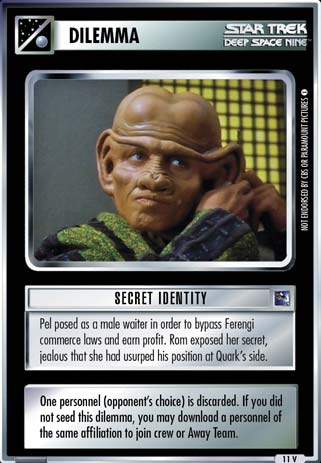 DILEMMA
STAR TREK
DEEP SPACE NINE™
NOT ENDORSED BY CBS OR PARAMOUNT PICTURES
SECRET IDENTITY
Pel posed as a male waiter in order to bypass Ferengi
commerce laws and earn profit. Rom exposed her secret,
jealous that she had usurped his position at Quark's side.
One personnel (opponent's choice) is discarded. If you did
not seed this dilemma, you may download a personnel of
the same affiliation to join crew or Away Team.
11 V